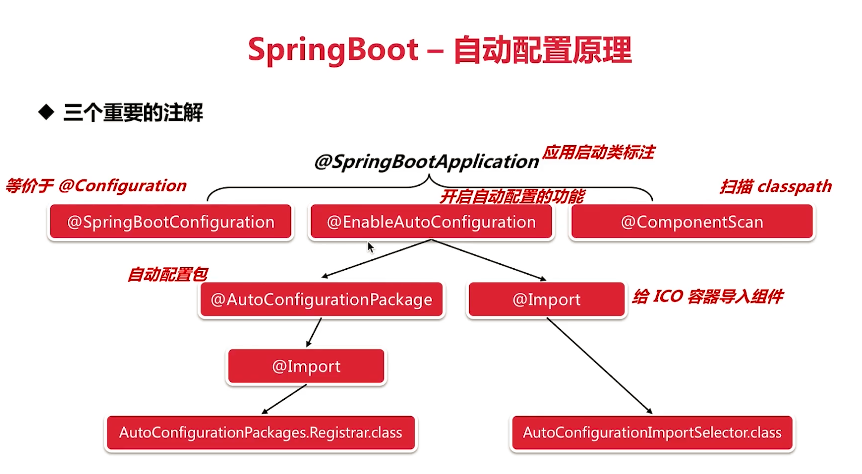 SpringBoot – 自动配置原理
◆ 三个重要的注解
@SpringBootApplication
应用启动类标注
等价于 @Configuration
开启自动配置的功能
扫描 classpath
@SpringBootConfiguration
@EnableAutoConfiguration
@ComponentScan
自动配置包
@AutoConfigurationPackage
@Import
给 ICO 容器导入组件
@Import
AutoConfigurationPackages.Registrar.class
AutoConfigurationImportSelector.class